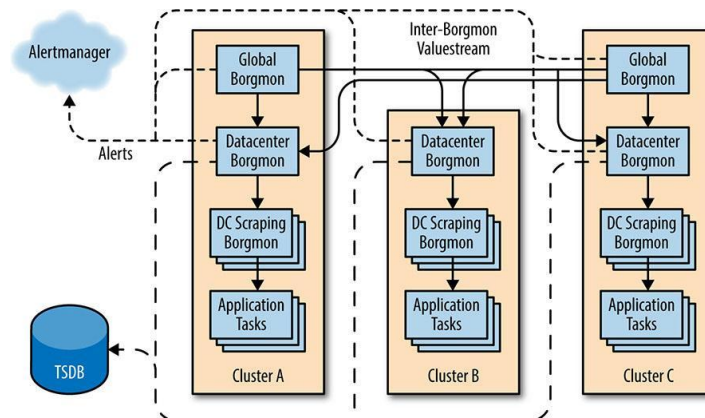 Alertmanager
Alerts
TSDB
Inter-Borgmon
Valuestream
Global
Borgmon
Datacenter
Borgmon
DC Scraping
Borgmon
Application
Tasks
Cluster A
Datacenter
Borgmon
DC Scraping
Borgmon
Application
Tasks
Cluster B
Global
Borgmon
Datacenter
Borgmon
DC Scraping
Borgmon
Application
Tasks
Cluster C